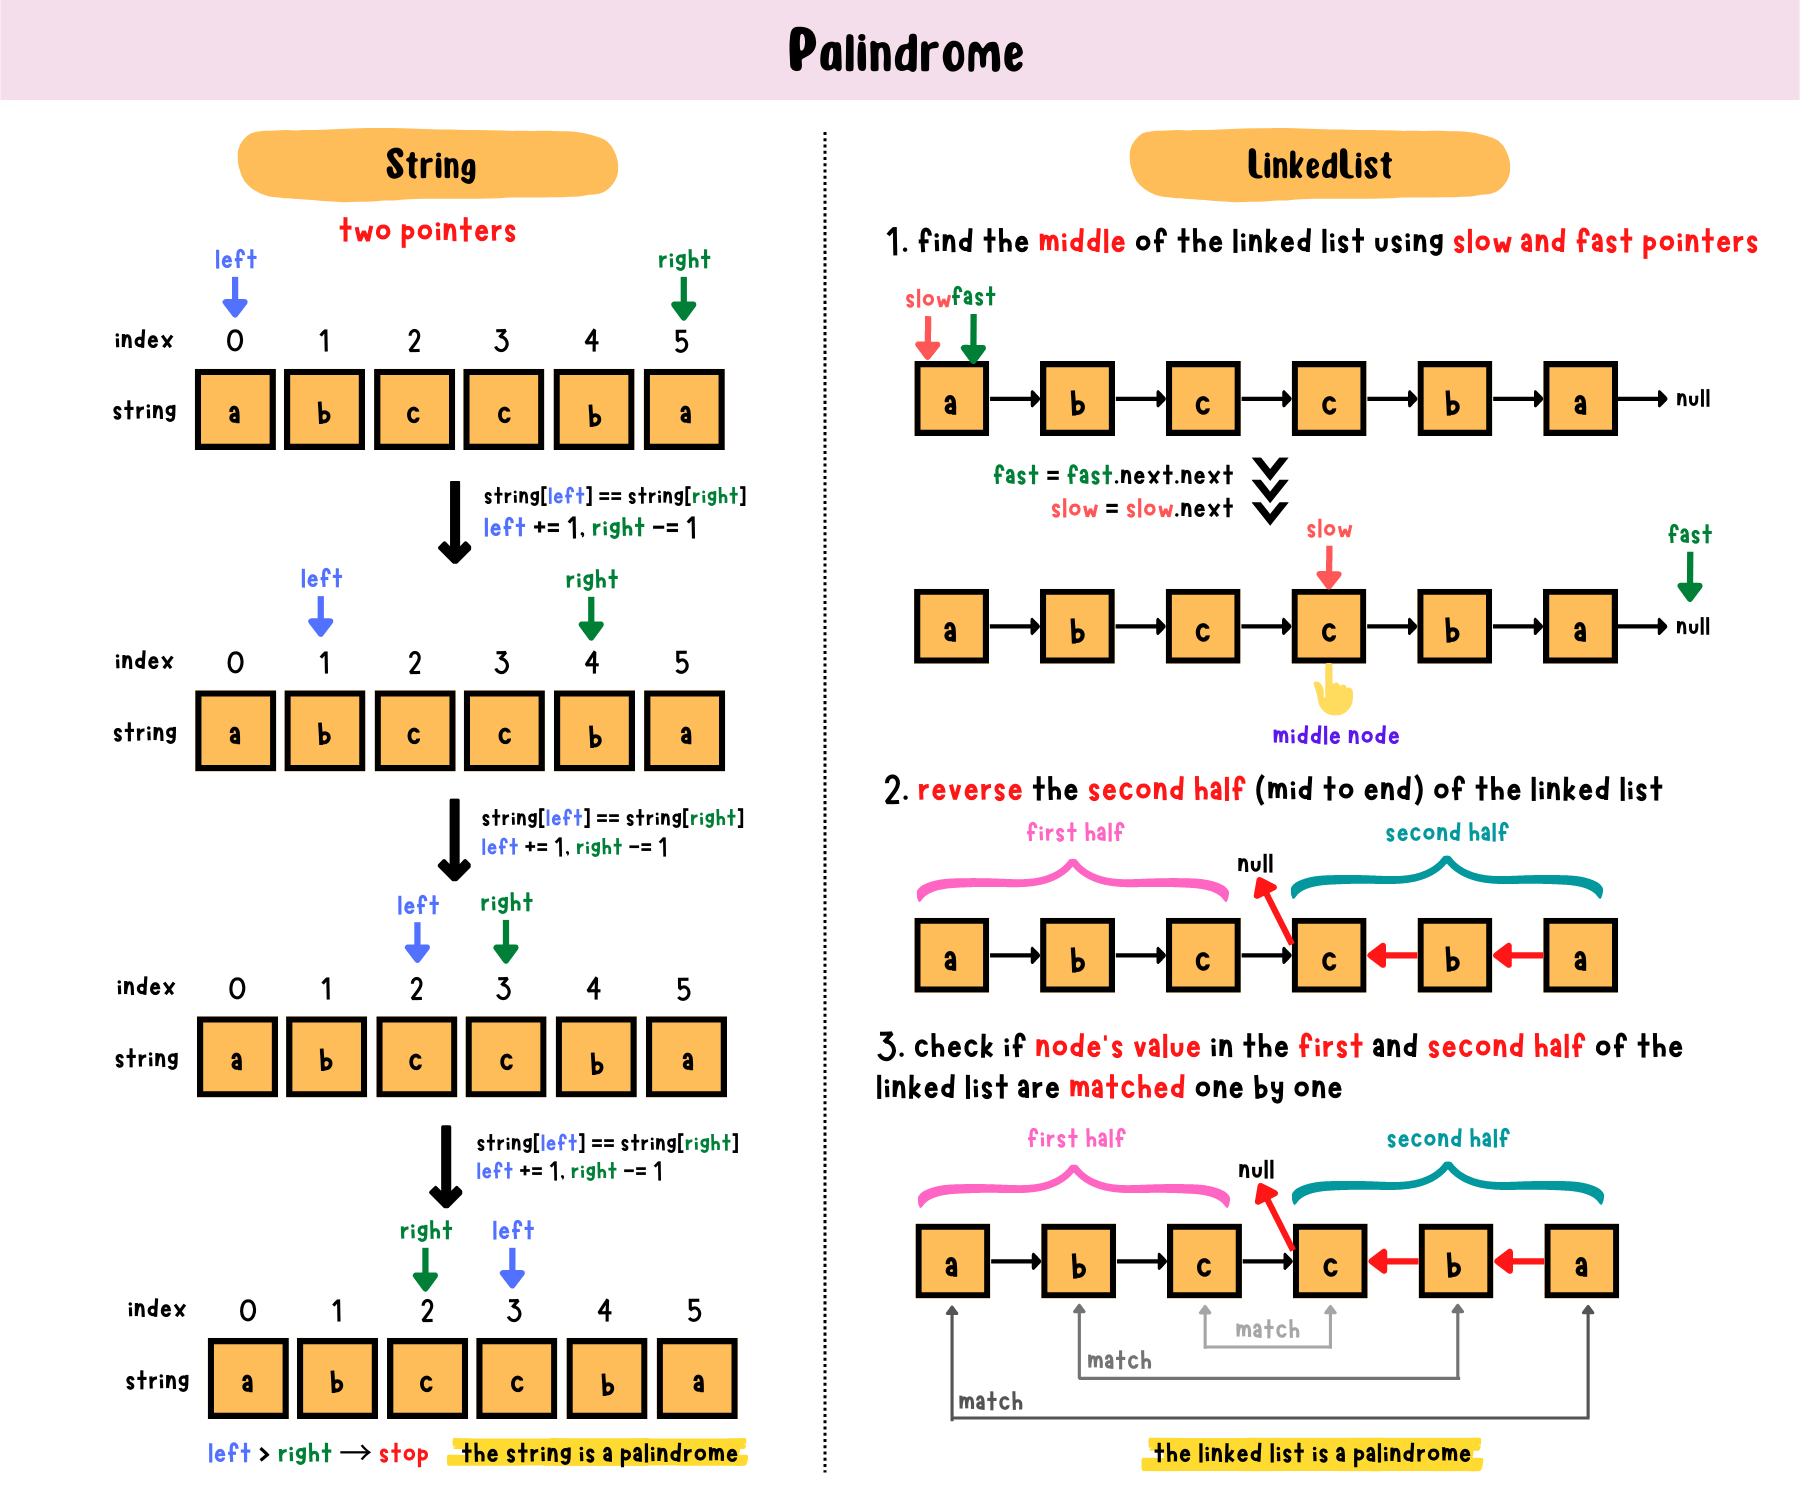 Palindrome
String
two pointers
left right
index 0 1 2 3 4 5
string a b c c b a
string[left] == string[right]
left += 1, right -= 1
left right
index 0 1 2 3 4 5
string a b c c b a
string[left] == string[right]
left += 1, right -= 1
left right
index 0 1 2 3 4 5
string a b c c b a
string[left] == string[right]
left += 1, right -= 1
right left
index 0 1 2 3 4 5
string a b c c b a
left > right → stop the string is a palindrome
LinkedList
1. find the middle of the linked list using slow and fast pointers
slow fast
a b c c b a null
fast = fast.next.next
slow = slow.next
slow fast
a b c c b a null
middle node
2. reverse the second half (mid to end) of the linked list
first half second half
null
a b c c b a
3. check if node's value in the first and second half of the
linked list are matched one by one
first half second half
null
a b c c b a
match
match
match
the linked list is a palindrome